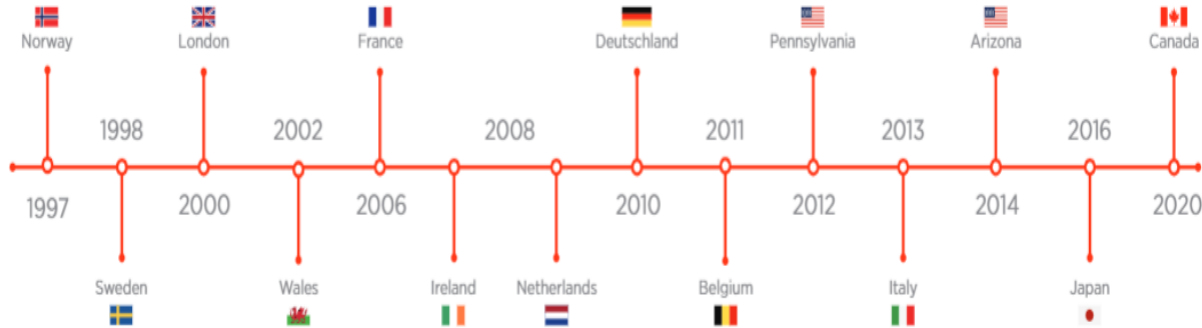 Norway London France Deutschland Pennsylvania Arizona Canada
1998 2002 2008 2011 2013 2016
1997 2000 2006 2010 2012 2014 2020
Sweden Wales Ireland Netherlands Belgium Italy Japan